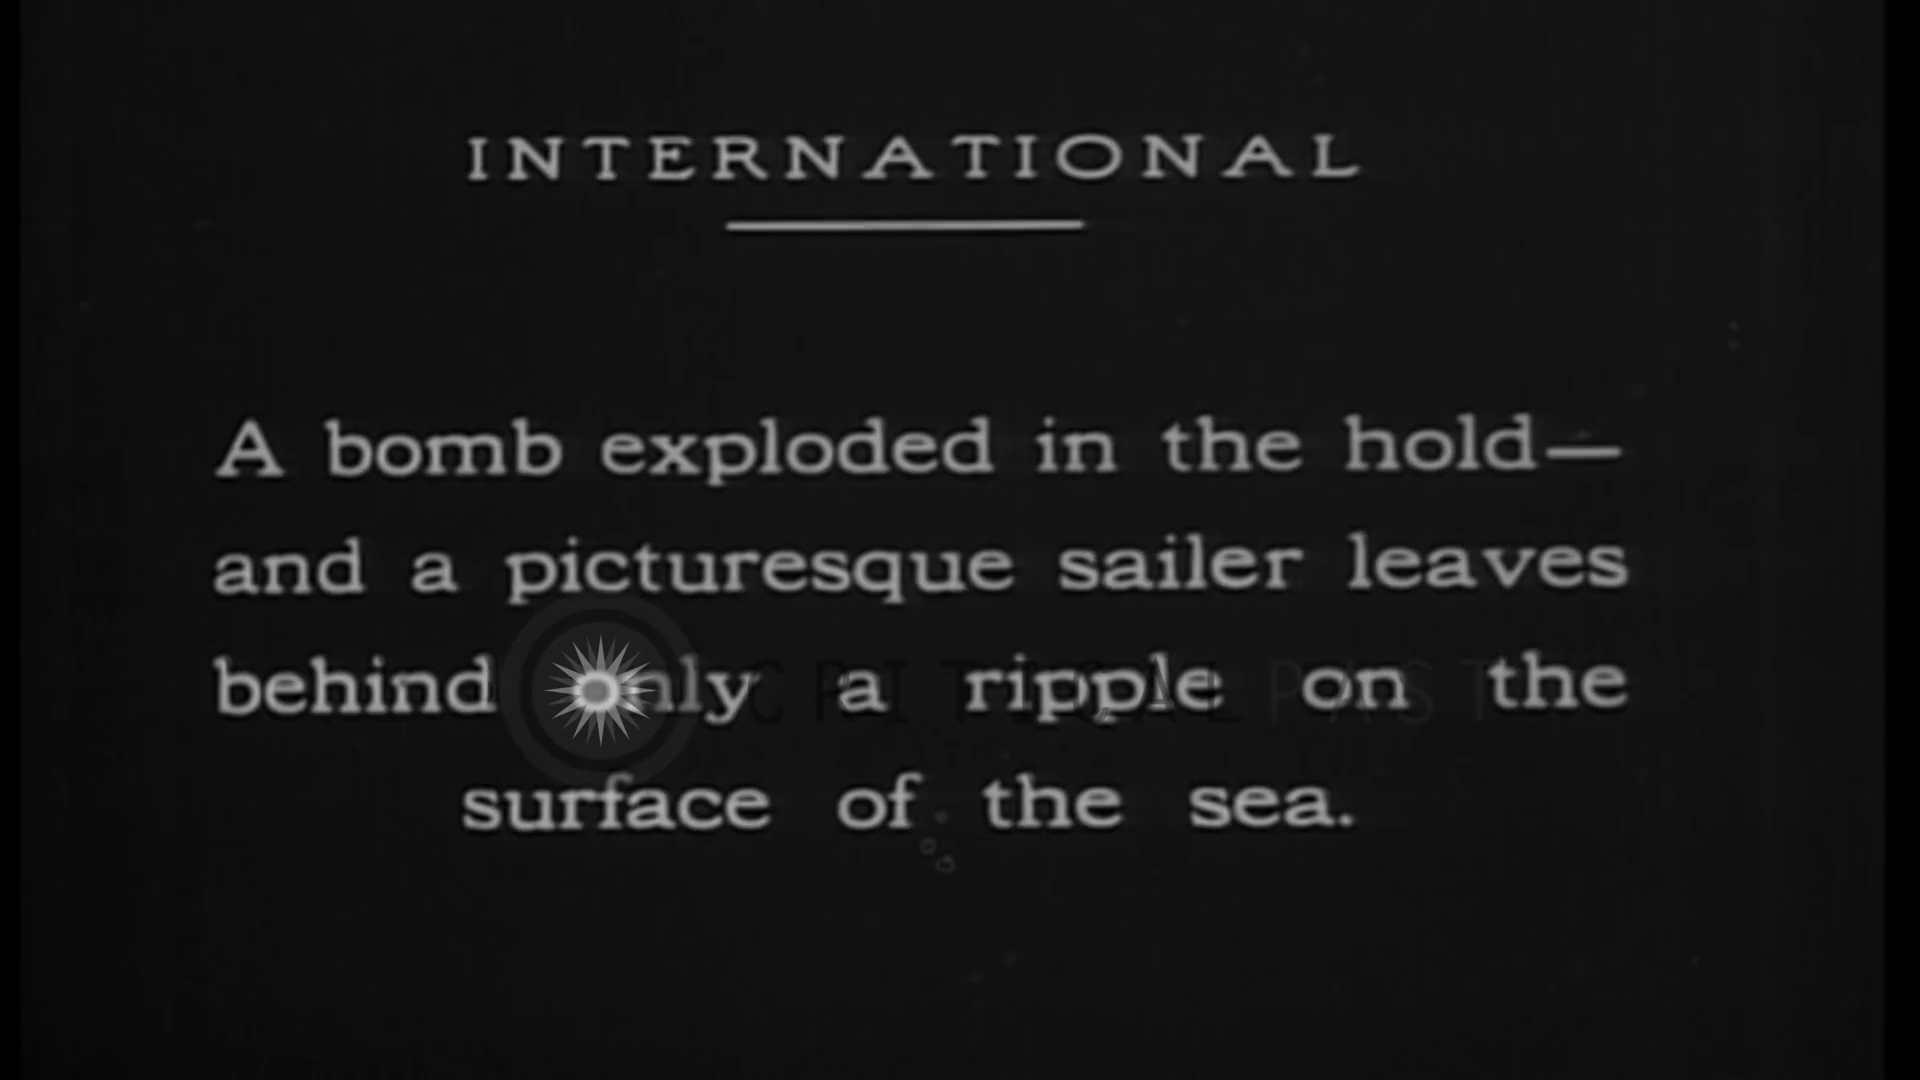 INTERNATIONAL
A bomb exploded in the hold—
and a picturesque sailer leaves
behind only a ripple on the
surface of the sea.
CRITICALPAST